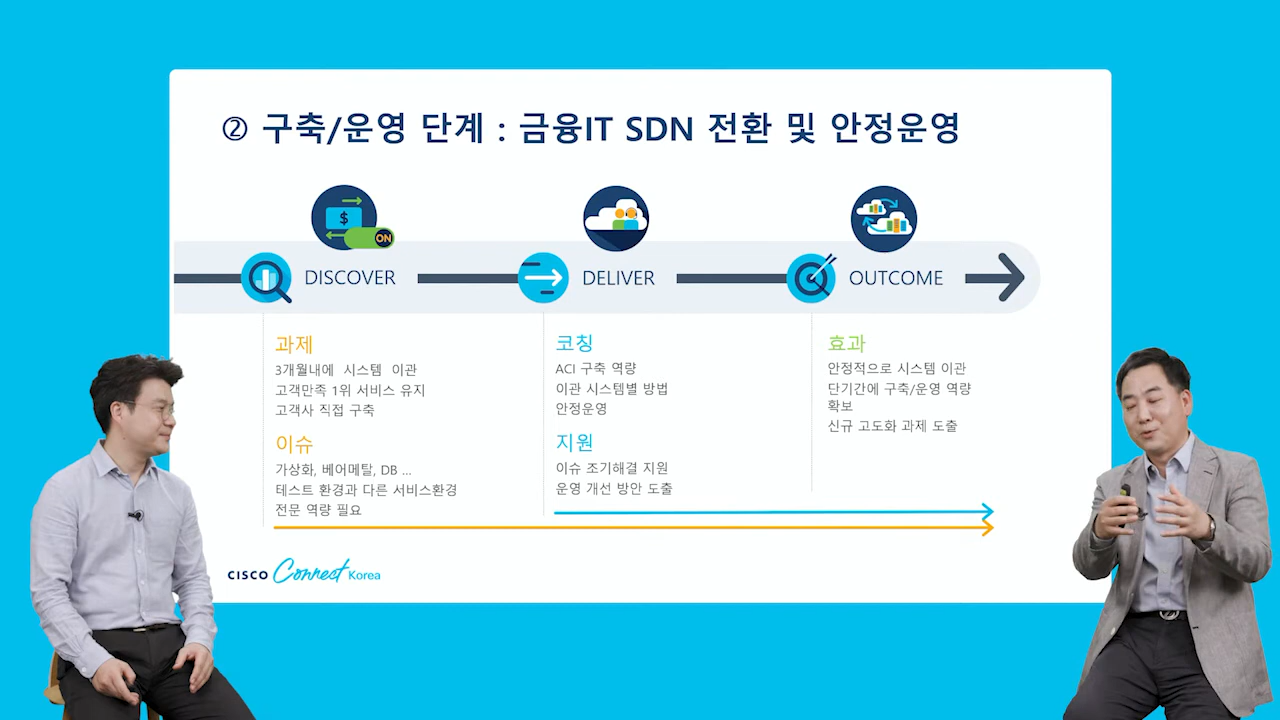 ② 구축/운영 단계 : 금융IT SDN 전환 및 안정운영
$
ON
DISCOVER
DELIVER
OUTCOME
과제
3개월내에 시스템 이관
고객만족 1위 서비스 유지
고객사 직접 구축
이슈
가상화, 베어메탈, DB ...
테스트 환경과 다른 서비스환경
전문 역량 필요
코칭
ACI 구축 역량
이관 시스템별 방법
안정운영
지원
이슈 조기해결 지원
운영 개선 방안 도출
효과
안정적으로 시스템 이관
단기간에 구축/운영 역량
확보
신규 고도화 과제 도출
CISCO Connect Korea